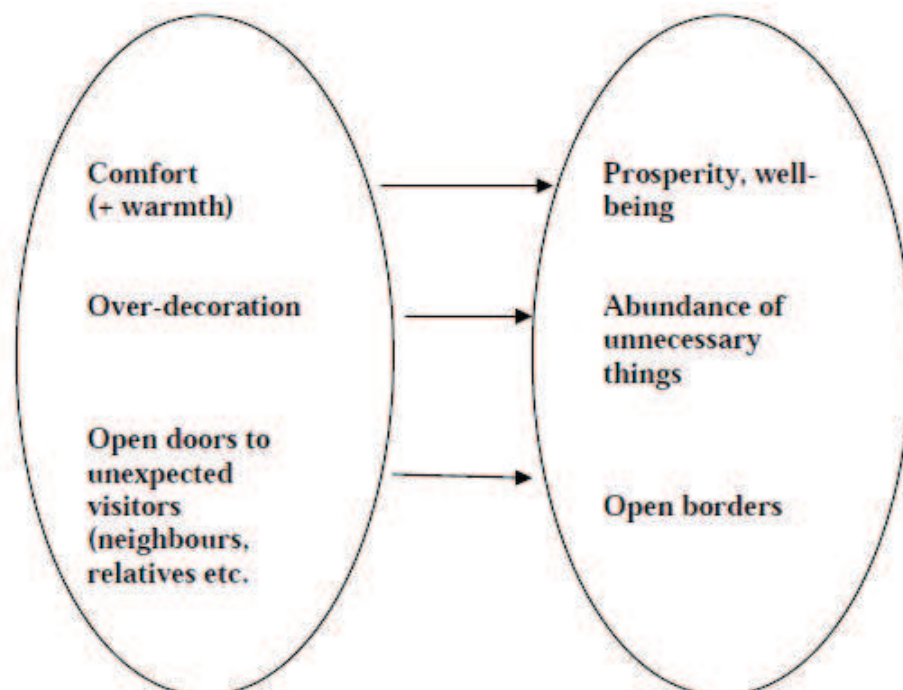 Comfort
(+ warmth)
Over-decoration
Open doors to
unexpected
visitors
(neighbours,
relatives etc.
Prosperity, well-
being
Abundance of
unnecessary
things
Open borders